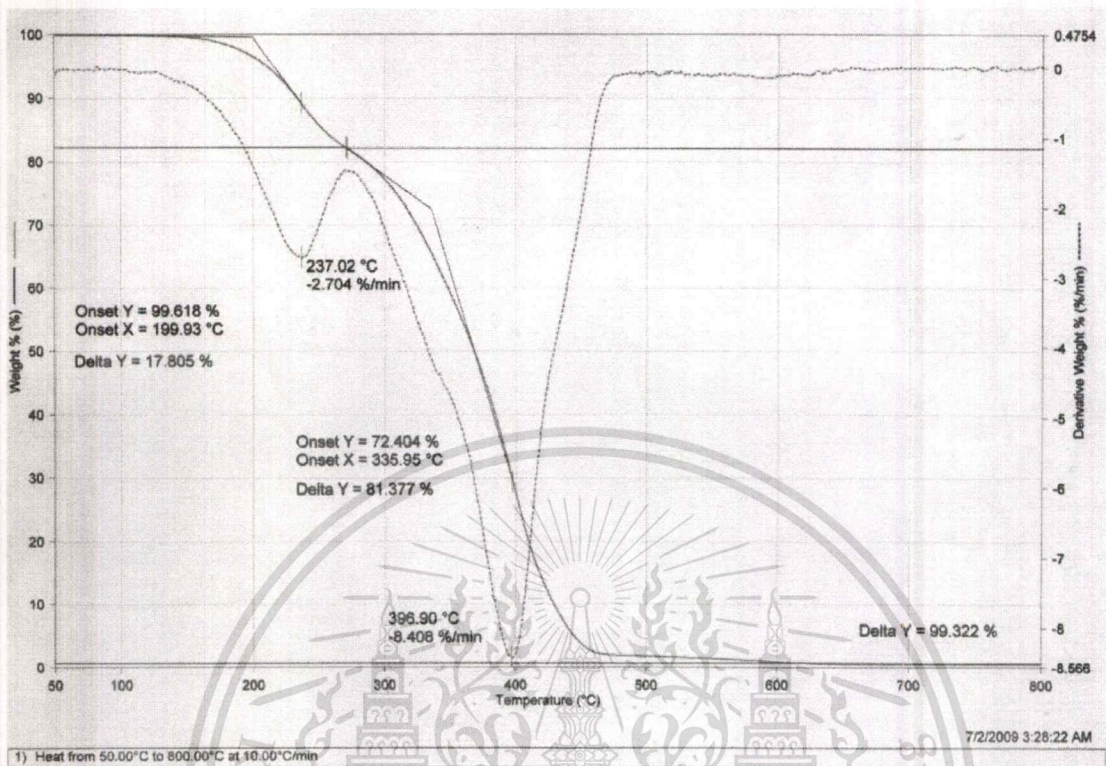 100
90
80
70
60
50
40
30
20
10
0
Weight % (%)
0.4754
0
-1
-2
-3
-4
-5
-6
-7
-8
-8.566
Derivative Weight % (%/min)
237.02 °C
-2.704 %/min
Onset Y = 99.618 %
Onset X = 199.93 °C
Delta Y = 17.805 %
Onset Y = 72.404 %
Onset X = 335.95 °C
Delta Y = 81.377 %
396.90 °C
-8.408 %/min
Delta Y = 99.322 %
50 100 200 300 400 500 600 700 800
Temperature (°C)
7/2/2009 3:28:22 AM
1) Heat from 50.00°C to 800.00°C at 10.00°C/min